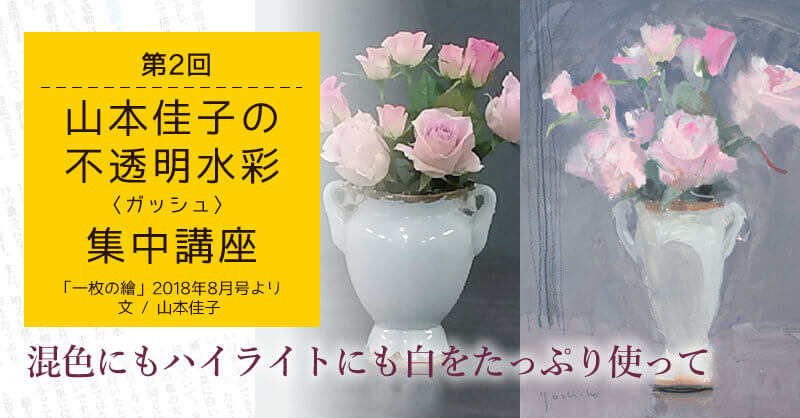 第2回
山本佳子の
不透明水彩
〈ガッシュ〉
集中講座
「一枚の繪」2018年8月号より
文 / 山本佳子
混色にもハイライトにも白をたっぷり使って
yoshiko